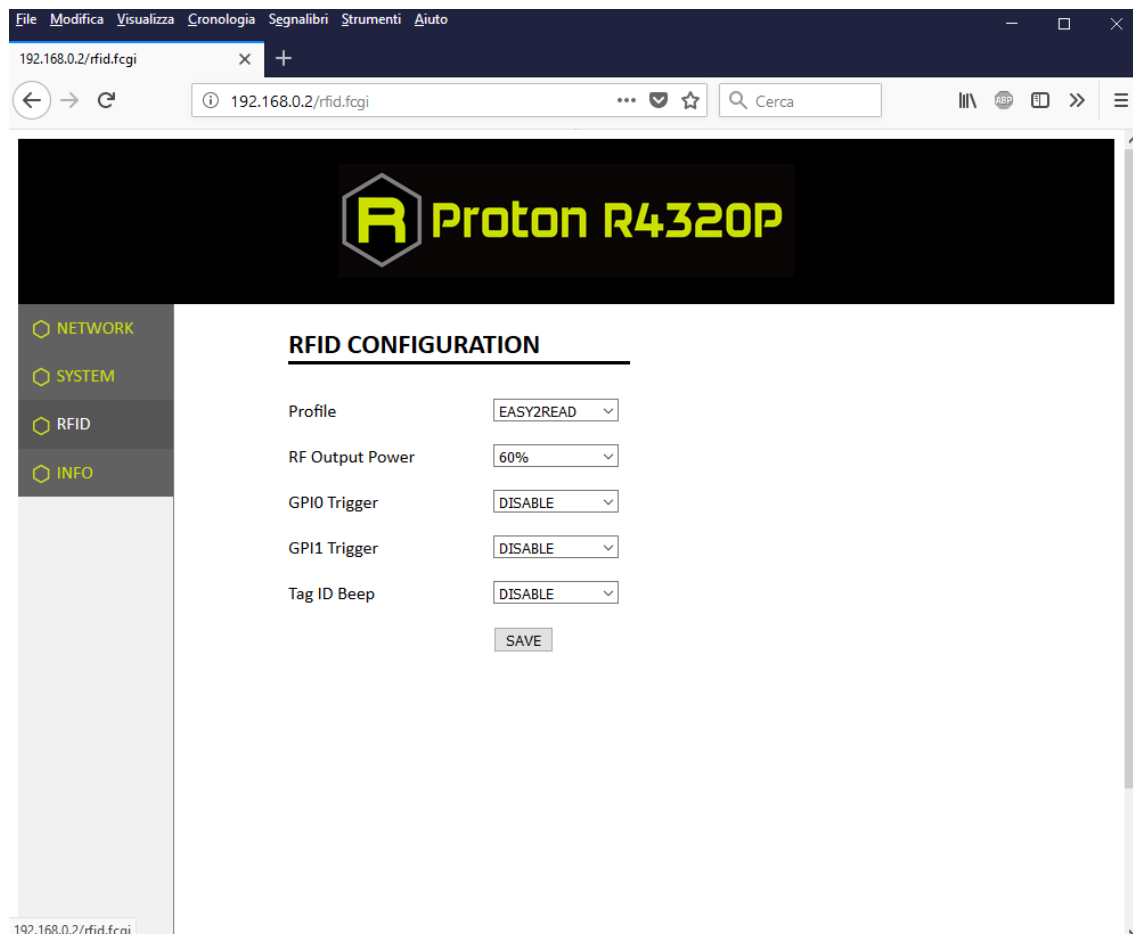 File Modifica Visualizza Cronologia Segnalibri Strumenti Aiuto
192.168.0.2/rfid.fcgi
192.168.0.2/rfid.fcgi
Cerca
ABP
R Proton R4320P
NETWORK
SYSTEM
RFID
INFO
RFID CONFIGURATION
Profile EASY2READ
RF Output Power 60%
GPI0 Trigger DISABLE
GPI1 Trigger DISABLE
Tag ID Beep DISABLE
SAVE
192.168.0.2/rfid.fcgi